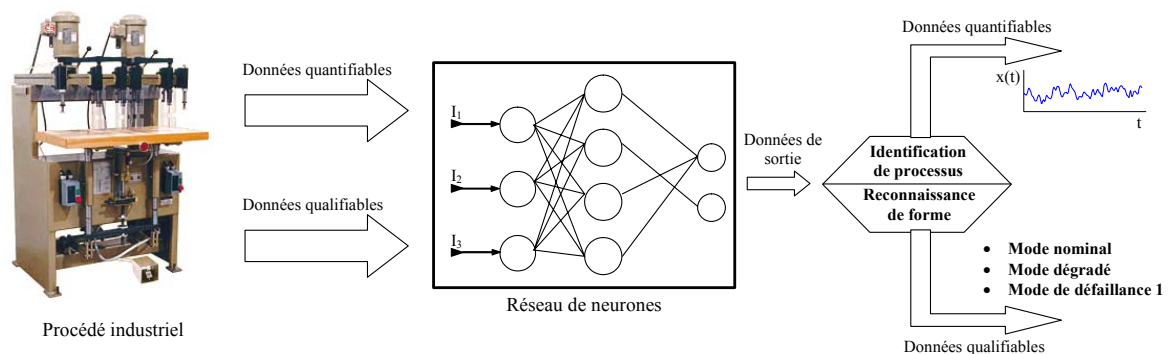 Données quantifiables
Données qualifiables
Procédé industriel
I₁
I₂
I₃
Réseau de neurones
Données de
sortie
Identification
de processus
Reconnaissance
de forme
Données quantifiables
x(t)
t
• Mode nominal
• Mode dégradé
• Mode de défaillance 1
Données qualifiables